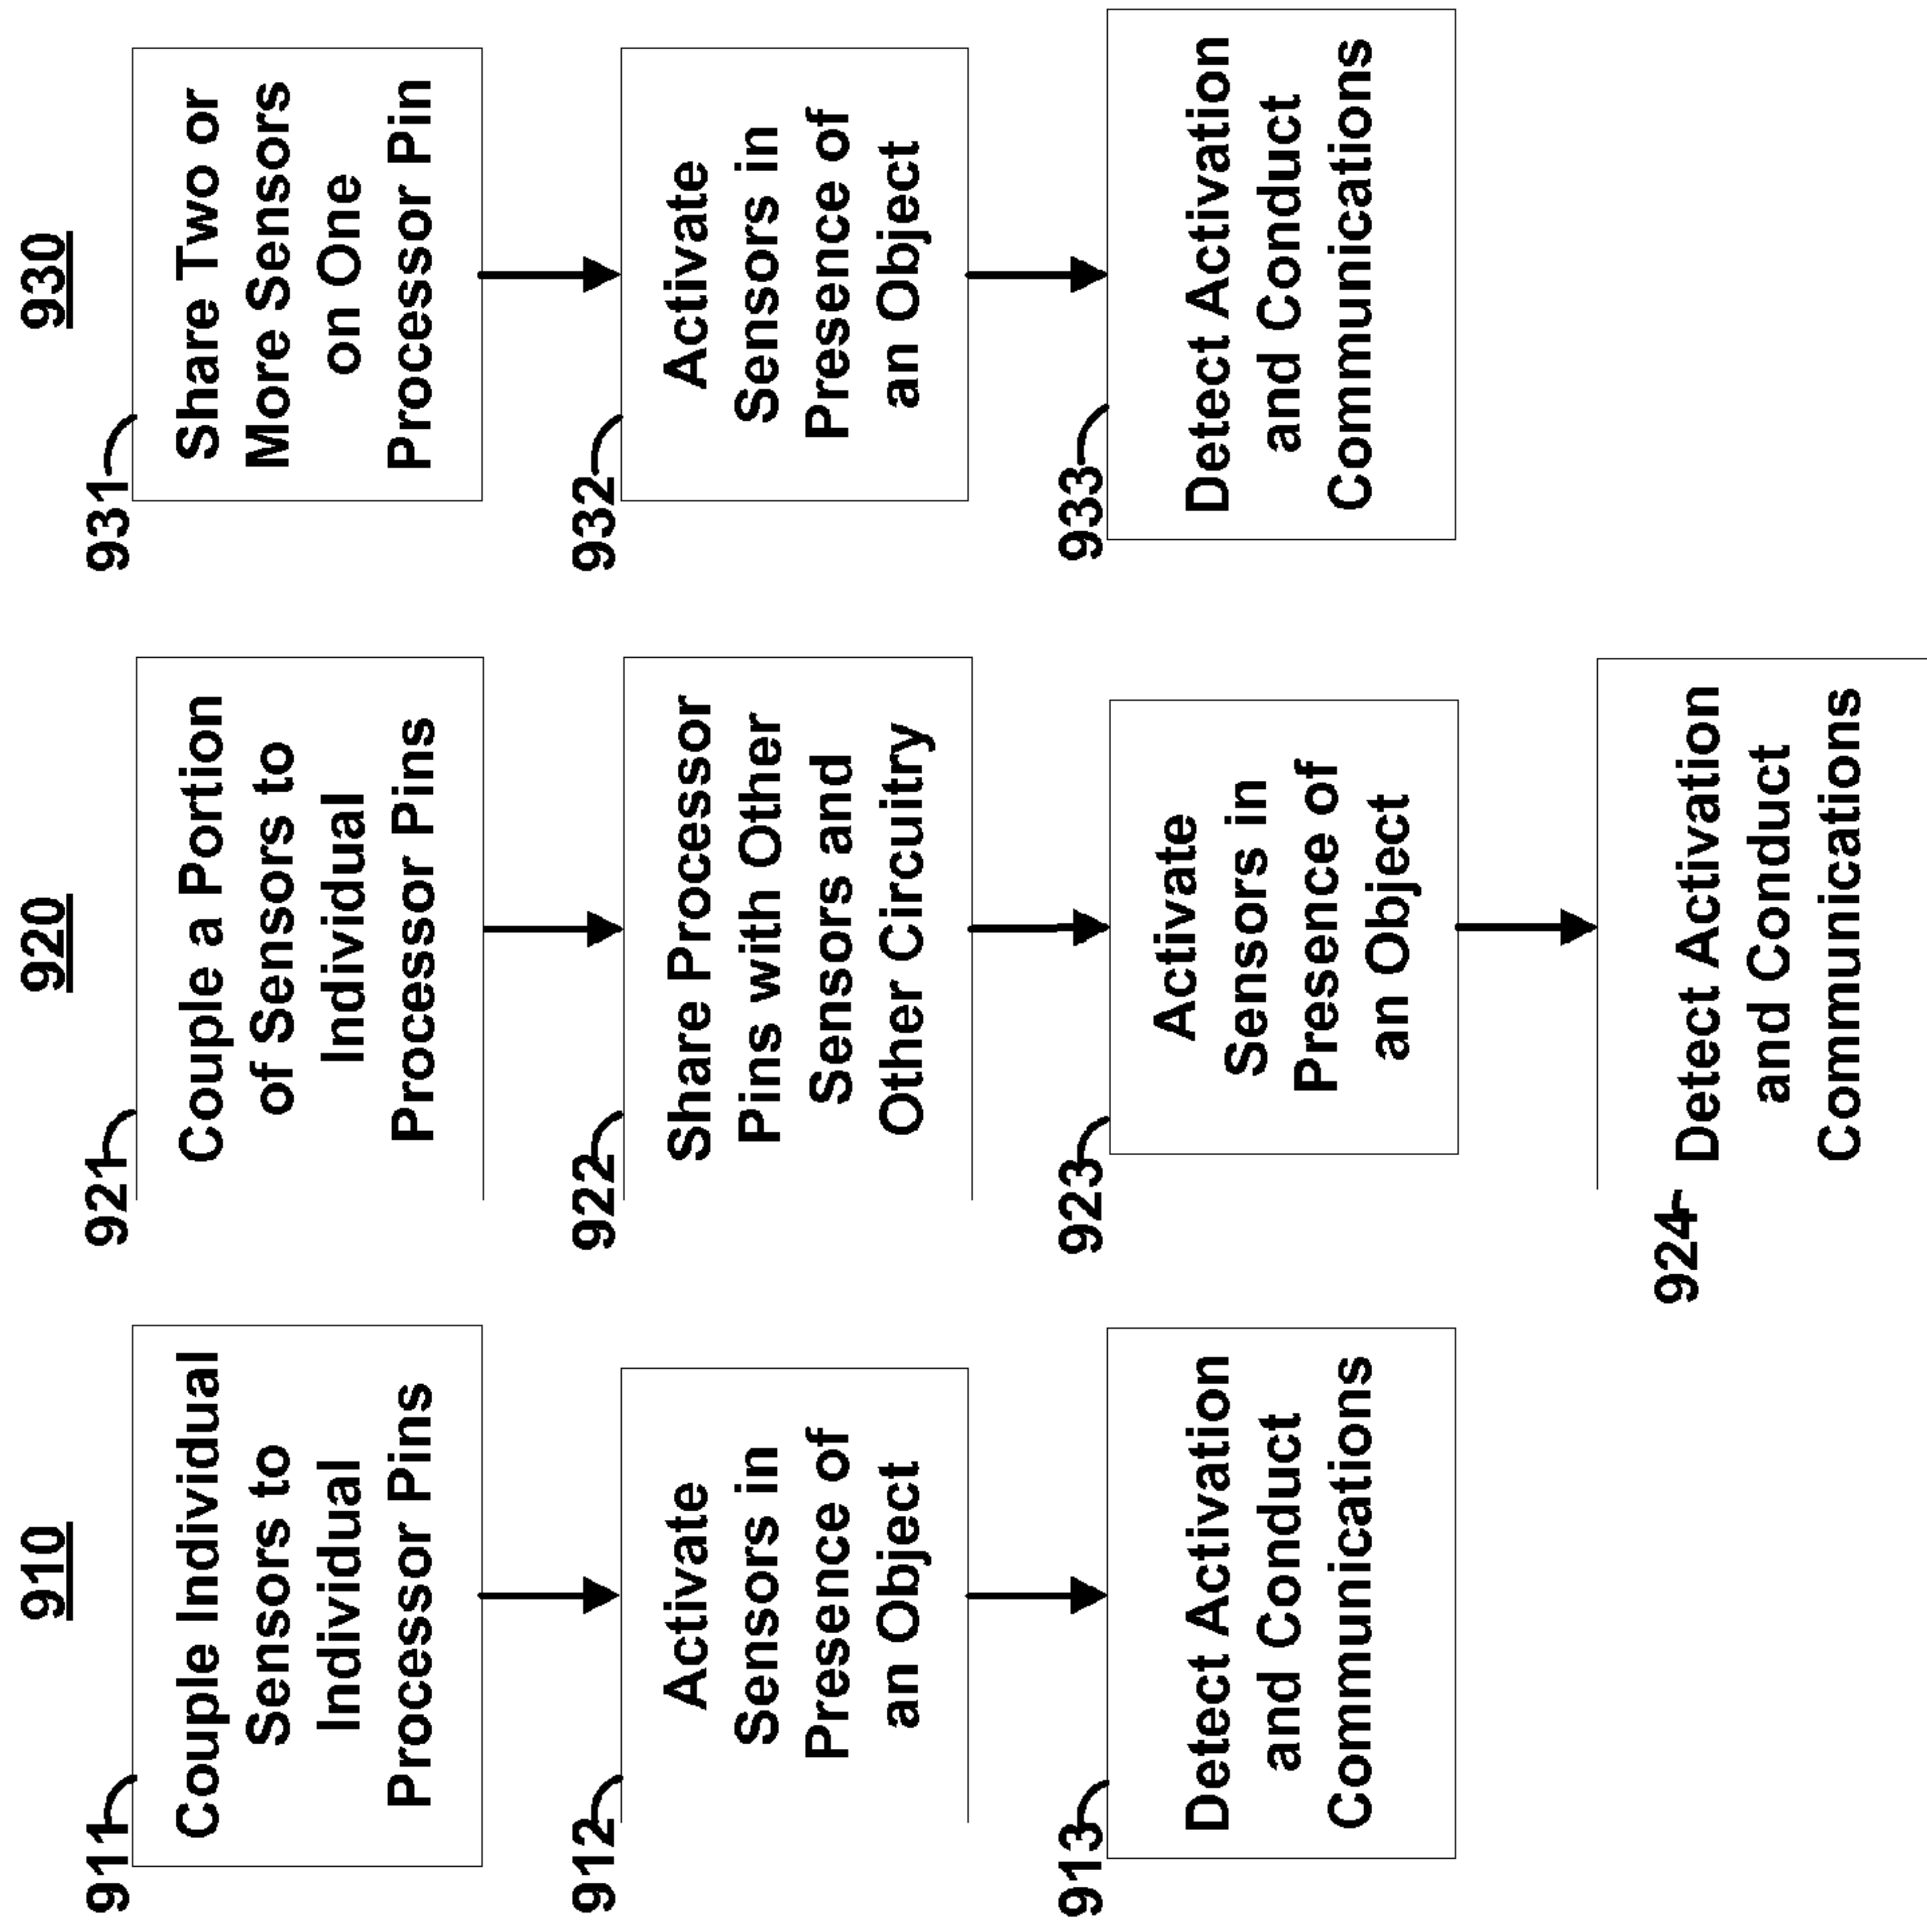 910
911
Couple Individual
Sensors to
Individual
Processor Pins
912
Activate
Sensors in
Presence of
an Object
913
Detect Activation
and Conduct
Communications
920
921
Couple a Portion
of Sensors to
Individual
Processor Pins
922
Share Processor
Pins with Other
Sensors and
Other Circuitry
923
Activate
Sensors in
Presence of
an Object
924
Detect Activation
and Conduct
Communications
930
931
Share Two or
More Sensors
on One
Processor Pin
932
Activate
Sensors in
Presence of
an Object
933
Detect Activation
and Conduct
Communications